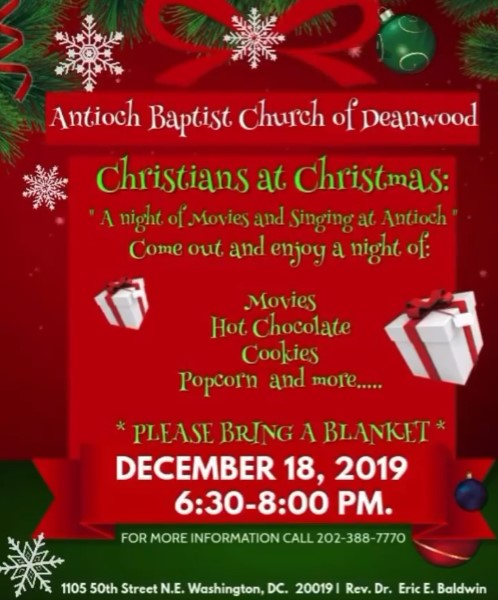 Antioch Baptist Church of Deanwood
Christians at Christmas:
" A night of Movies and Singing at Antioch "
Come out and enjoy a night of:
Movies
Hot Chocolate
Cookies
Popcorn and more.....
* PLEASE BRING A BLANKET *
DECEMBER 18, 2019
6:30-8:00 PM.
FOR MORE INFORMATION CALL 202-388-7770
1105 50th Street N.E. Washington, DC. 20019 | Rev. Dr. Eric E. Baldwin